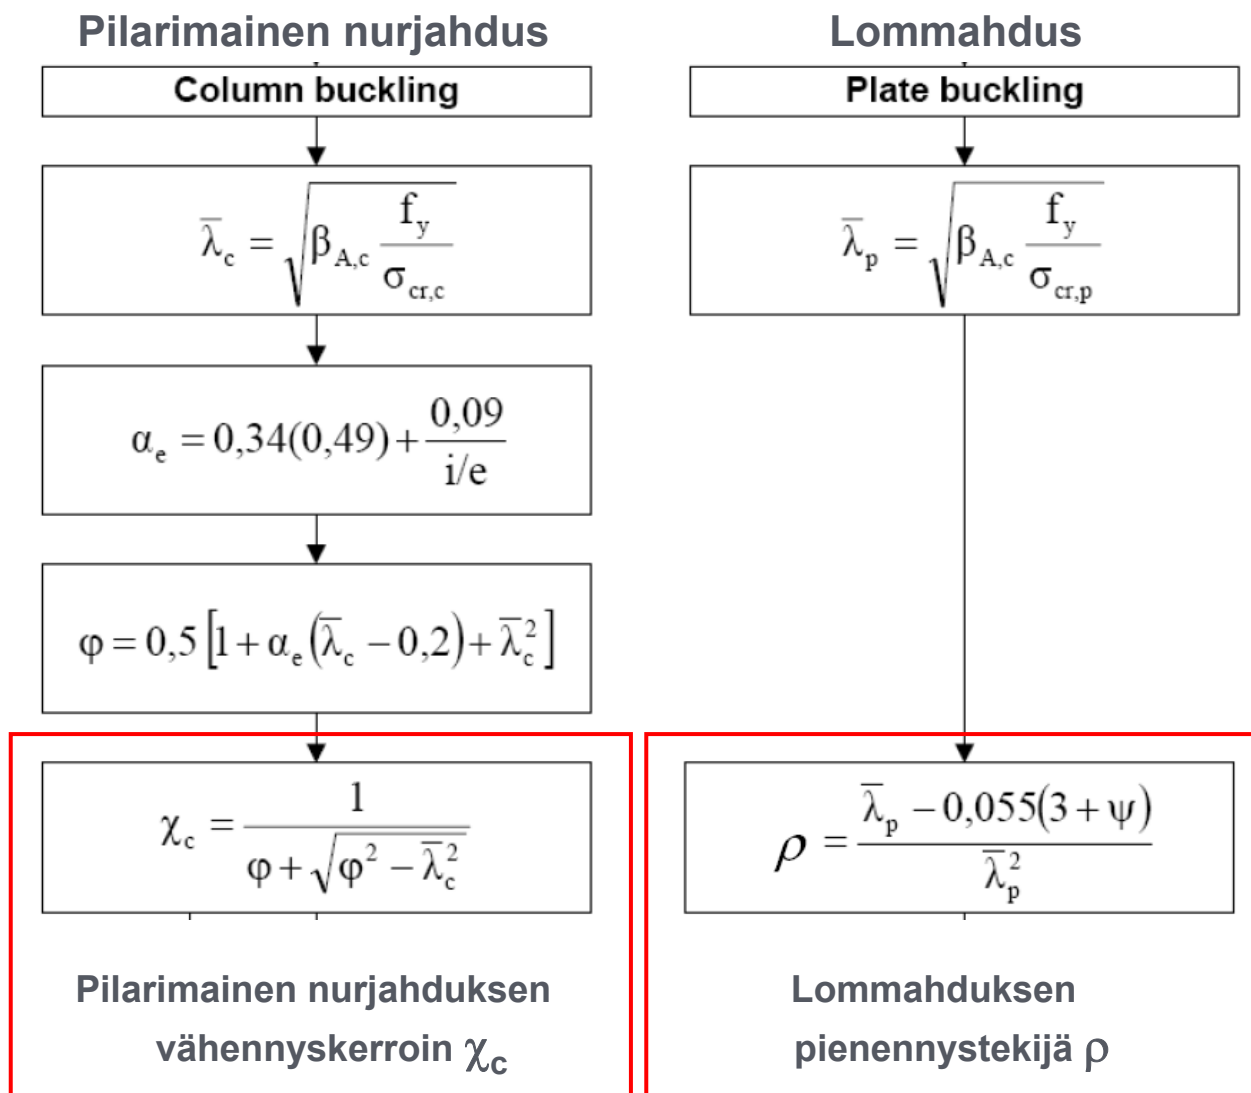 Pilarimainen nurjahdus
Column buckling
λ̄c = √(βA,c fy/σcr,c)
αe = 0,34(0,49) + 0,09/(i/e)
φ = 0,5 [1 + αe(λ̄c − 0,2) + λ̄c²]
χc = 1/(φ + √(φ² − λ̄c²))
Pilarimainen nurjahduksen
vähennyskerroin χc
Lommahdus
Plate buckling
λ̄p = √(βA,c fy/σcr,p)
ρ = (λ̄p − 0,055(3 + ψ))/λ̄p²
Lommahduksen
pienennystekijä ρ